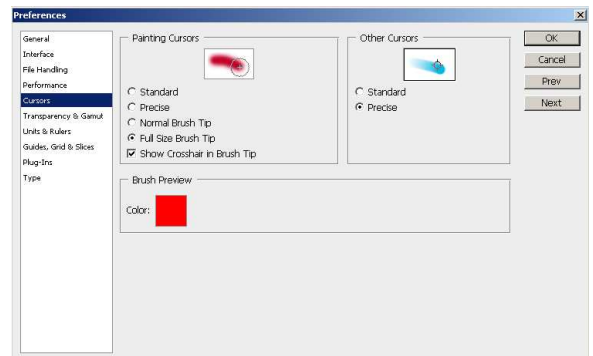 Preferences
General
Interface
File Handling
Performance
Cursors
Transparency & Gamut
Units & Rulers
Guides, Grid & Slices
Plug-Ins
Type
Painting Cursors
Standard
Precise
Normal Brush Tip
Full Size Brush Tip
Show Crosshair in Brush Tip
Other Cursors
Standard
Precise
Brush Preview
Color:
OK
Cancel
Prev
Next